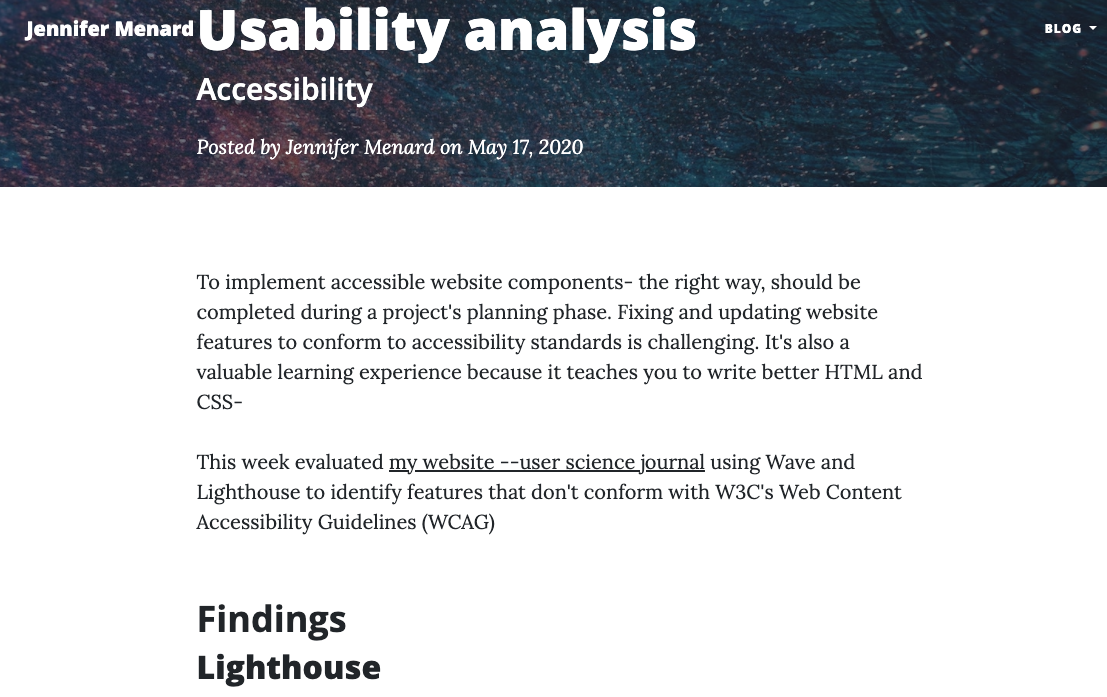 Jennifer Menard
Usability analysis
BLOG
Accessibility
Posted by Jennifer Menard on May 17, 2020
To implement accessible website components- the right way, should be
completed during a project's planning phase. Fixing and updating website
features to conform to accessibility standards is challenging. It's also a
valuable learning experience because it teaches you to write better HTML and
CSS-
This week evaluated my website --user science journal using Wave and
Lighthouse to identify features that don't conform with W3C's Web Content
Accessibility Guidelines (WCAG)
Findings
Lighthouse